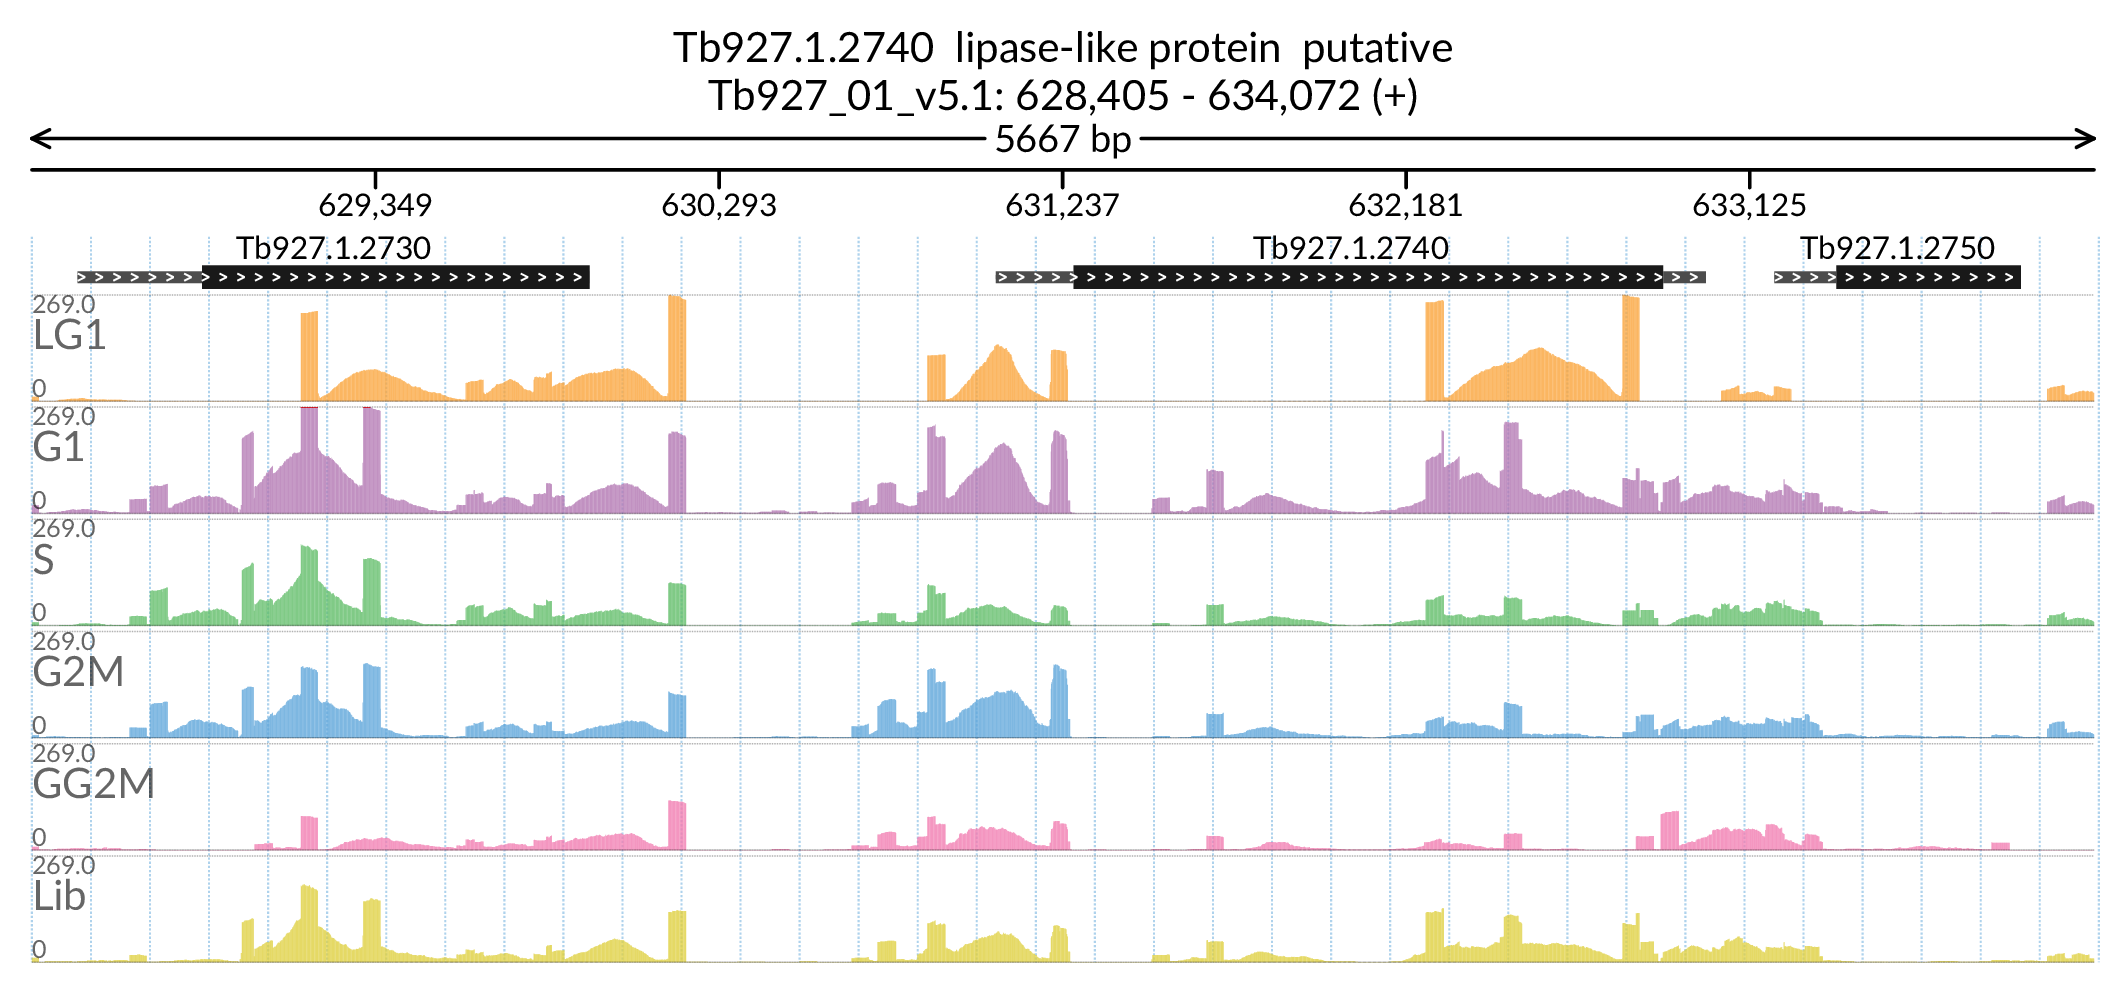 Tb927.1.2740 lipase-like protein putative
Tb927_01_v5.1: 628,405 - 634,072 (+)
5667 bp
629,349 630,293 631,237 632,181 633,125
Tb927.1.2730 Tb927.1.2740 Tb927.1.2750
269.0
LG1
0
269.0
G1
0
269.0
S
0
269.0
G2M
0
269.0
GG2M
0
269.0
Lib
0